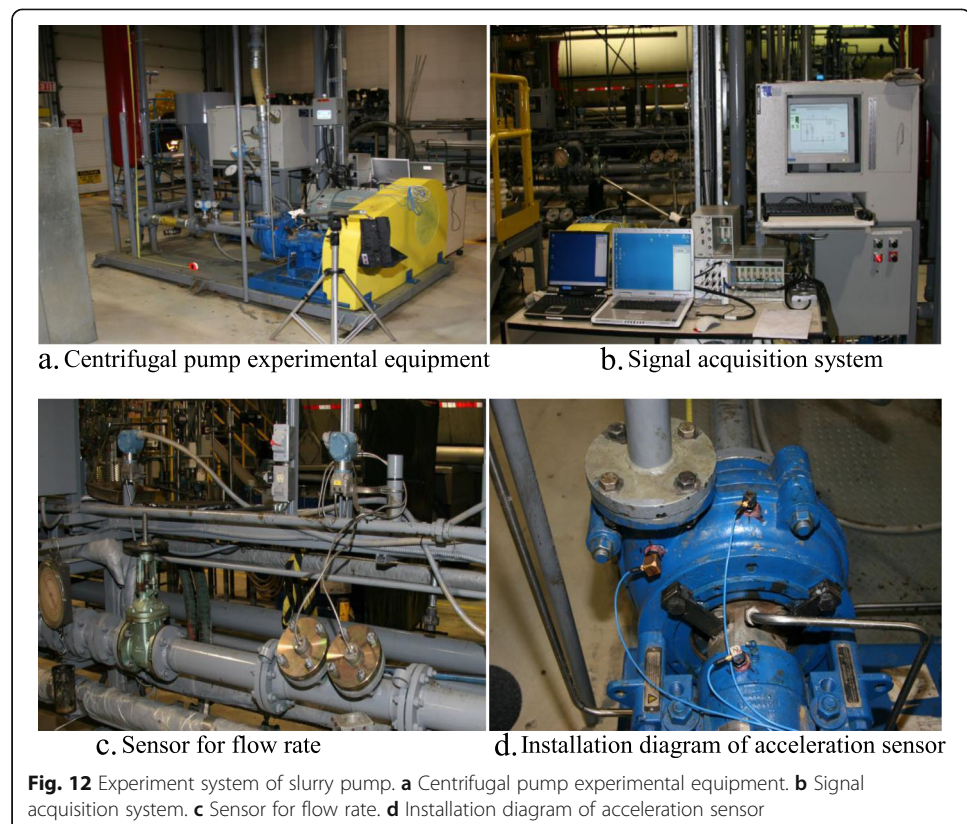 a. Centrifugal pump experimental equipment
b. Signal acquisition system
c. Sensor for flow rate
d. Installation diagram of acceleration sensor
Fig. 12 Experiment system of slurry pump. a Centrifugal pump experimental equipment. b Signal
acquisition system. c Sensor for flow rate. d Installation diagram of acceleration sensor